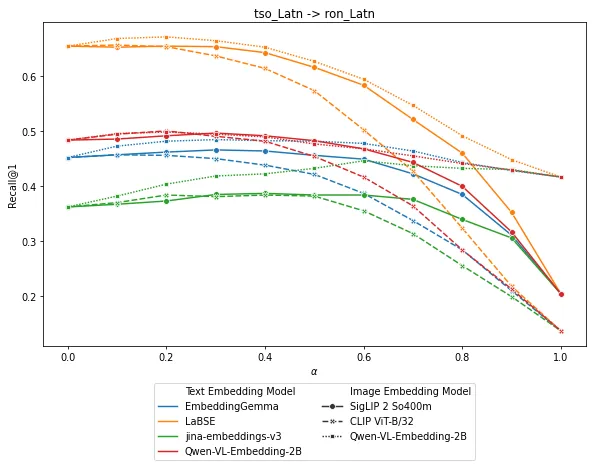 tso_Latn -> ron_Latn
Recall@1
0.6
0.5
0.4
0.3
0.2
0.0 0.2 0.4 0.6 0.8 1.0
α
Text Embedding Model Image Embedding Model
EmbeddingGemma SigLIP 2 So400m
LaBSE CLIP ViT-B/32
jina-embeddings-v3 Qwen-VL-Embedding-2B
Qwen-VL-Embedding-2B